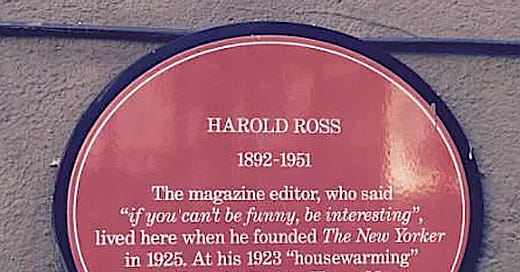 HAROLD ROSS
1892-1951
The magazine editor, who said
"if you can't be funny, be interesting",
lived here when he founded The New Yorker
in 1925. At his 1923 "housewarming"